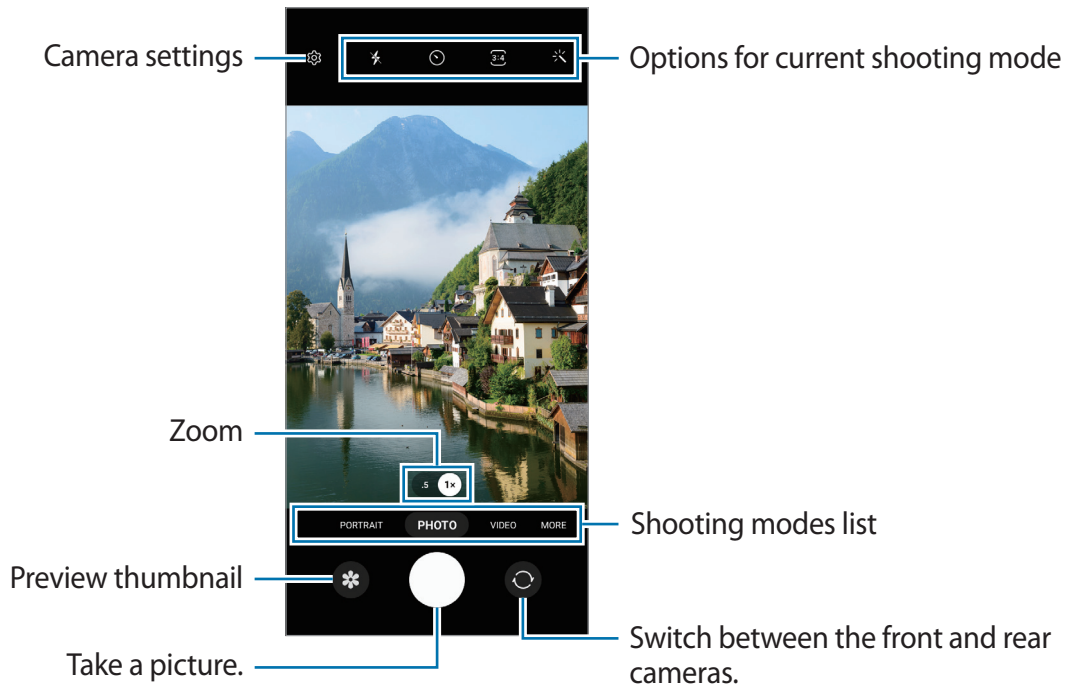 Camera settings
3:4
Options for current shooting mode
Zoom
.5 1×
PORTRAIT PHOTO VIDEO MORE
Shooting modes list
Preview thumbnail
Take a picture.
Switch between the front and rear
cameras.